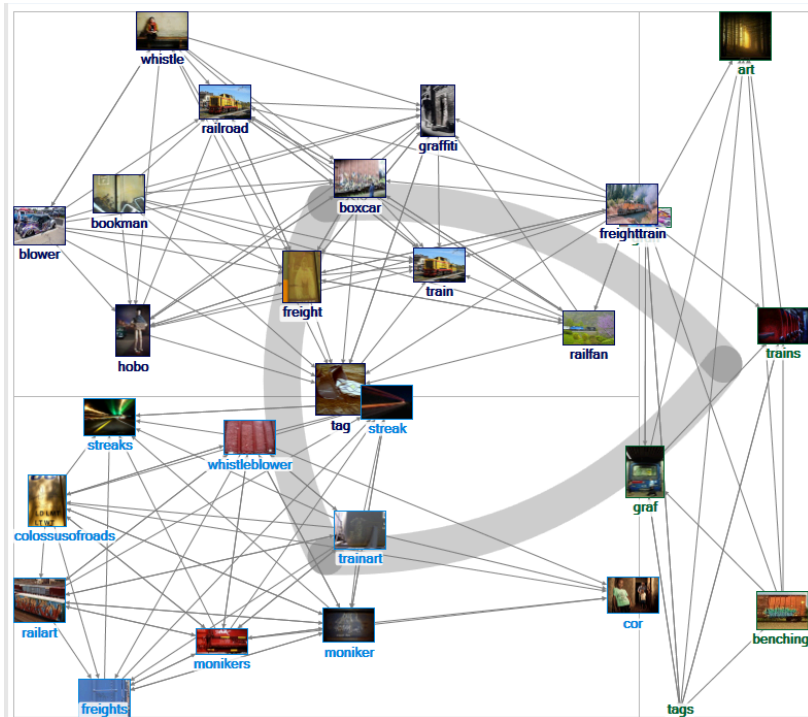 whistle
art
railroad
graffiti
boxcar
bookman
freighttrain
blower
freight
train
railfan
trains
hobo
tag
streak
streaks
whistleblower
graf
colossusofroads
trainart
railart
cor
monikers
moniker
benching
freights
tags